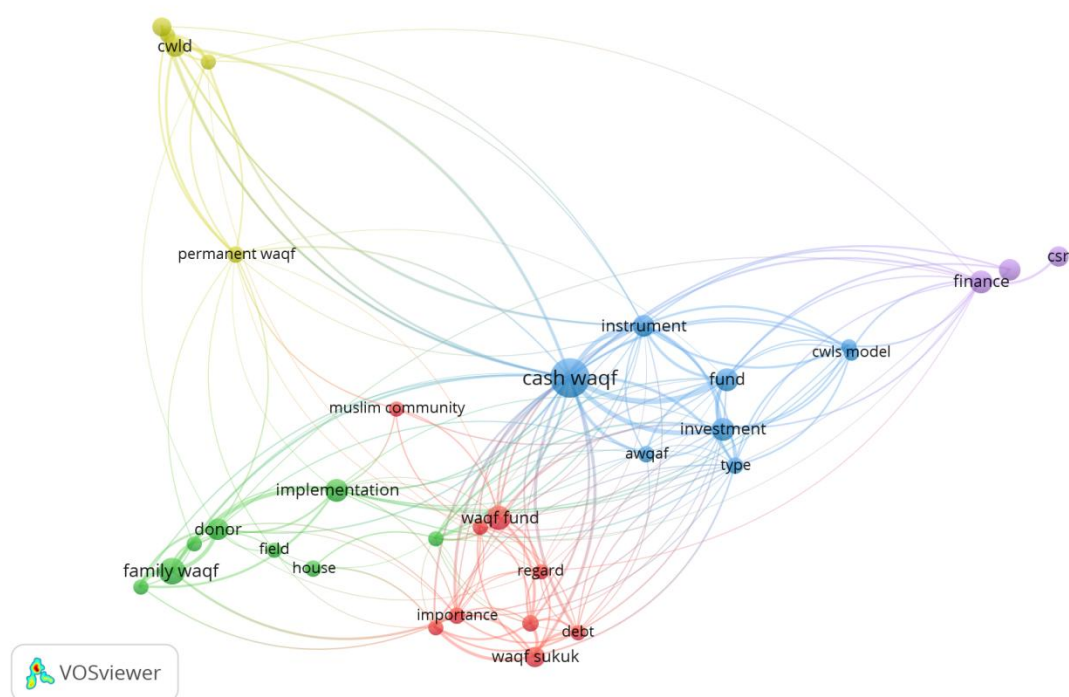 cwld
permanent waqf
csr
finance
instrument
cwls model
cash waqf
fund
muslim community
investment
awqaf
type
implementation
waqf fund
donor
field
family waqf
house
regard
importance
debt
waqf sukuk
VOSviewer